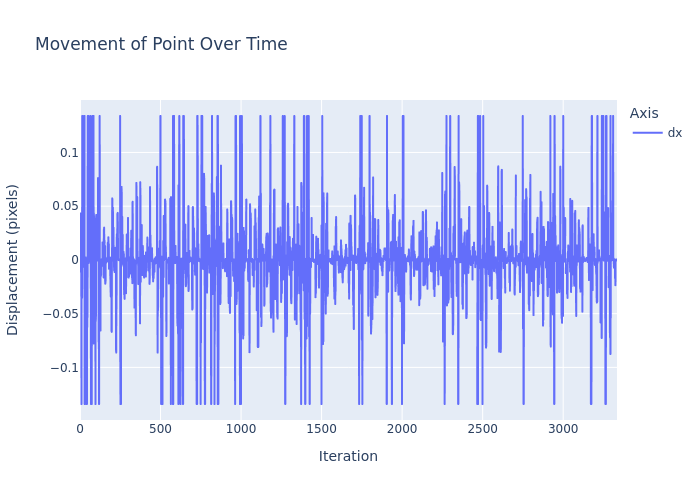 Movement of Point Over Time
Axis
dx
Displacement (pixels)
0.1
0.05
0
−0.05
−0.1
0 500 1000 1500 2000 2500 3000
Iteration